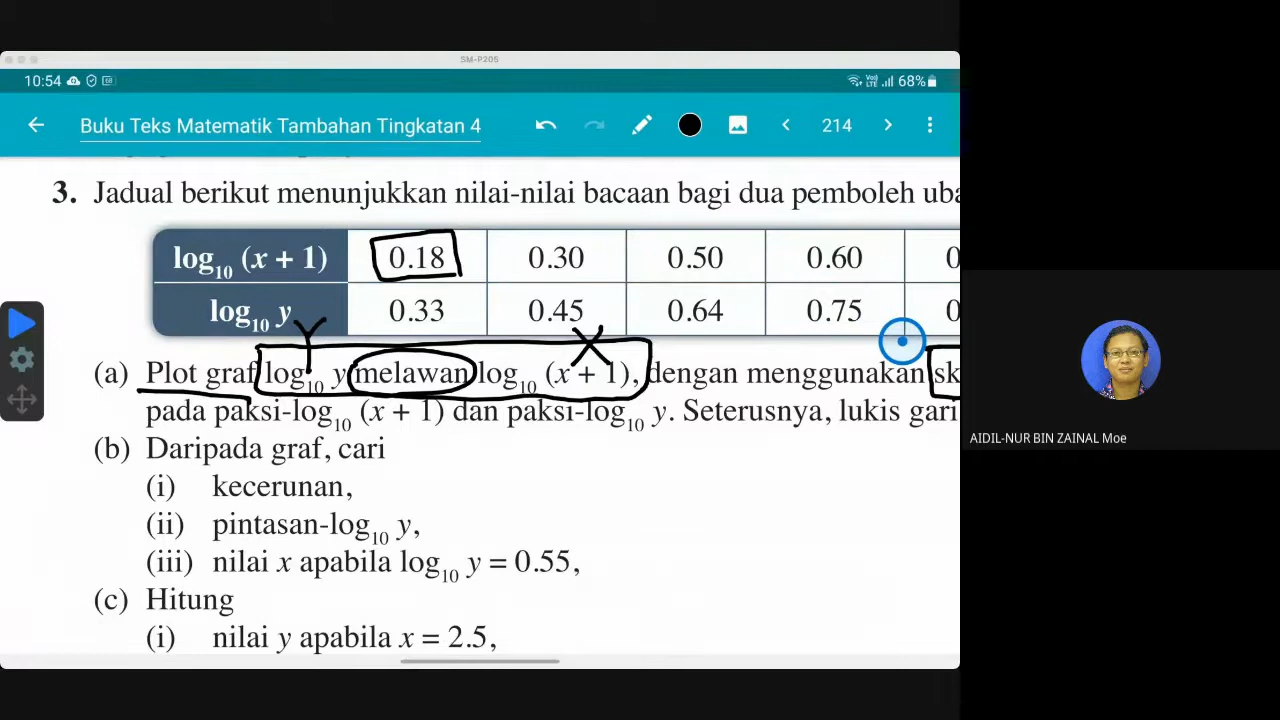 SM-P205
10:54 68%
Buku Teks Matematik Tambahan Tingkatan 4 214
3. Jadual berikut menunjukkan nilai-nilai bacaan bagi dua pemboleh uba
log₁₀ (x + 1) 0.18 0.30 0.50 0.60 0
log₁₀ y 0.33 0.45 0.64 0.75 0
Y X
(a) Plot graf log₁₀ y melawan log₁₀ (x + 1), dengan menggunakan sk
pada paksi-log₁₀ (x + 1) dan paksi-log₁₀ y. Seterusnya, lukis gari
(b) Daripada graf, cari
(i) kecerunan,
(ii) pintasan-log₁₀ y,
(iii) nilai x apabila log₁₀ y = 0.55,
(c) Hitung
(i) nilai y apabila x = 2.5,
AIDIL-NUR BIN ZAINAL Moe